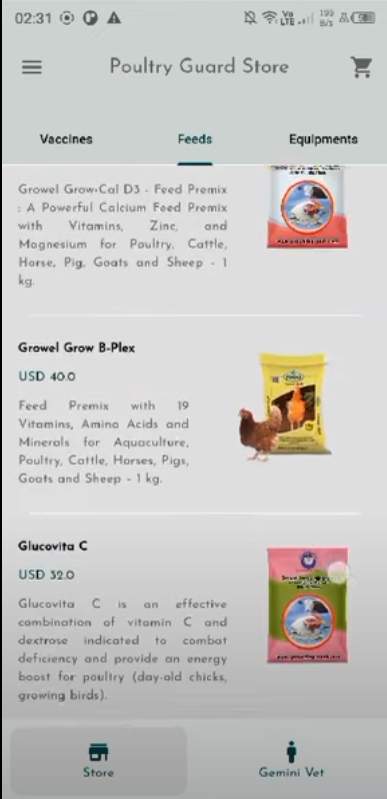 02:31
Vo
LTE
193
B/s
Poultry Guard Store
Vaccines
Feeds
Equipments
Growel Grow-Cal D3 - Feed Premix
: A Powerful Calcium Feed Premix
with Vitamins, Zinc, and
Magnesium for Poultry, Cattle,
Horse, Pig, Goats and Sheep - 1
kg.
Growel Grow B-Plex
USD 40.0
Feed Premix with 19
Vitamins, Amino Acids and
Minerals for Aquaculture,
Poultry, Cattle, Horses, Pigs,
Goats and Sheep - 1 kg.
Glucovita C
USD 32.0
Glucovita C is an effective
combination of vitamin C and
dextrose indicated to combat
deficiency and provide an energy
boost for poultry (day-old chicks,
growing birds).
Store
Gemini Vet